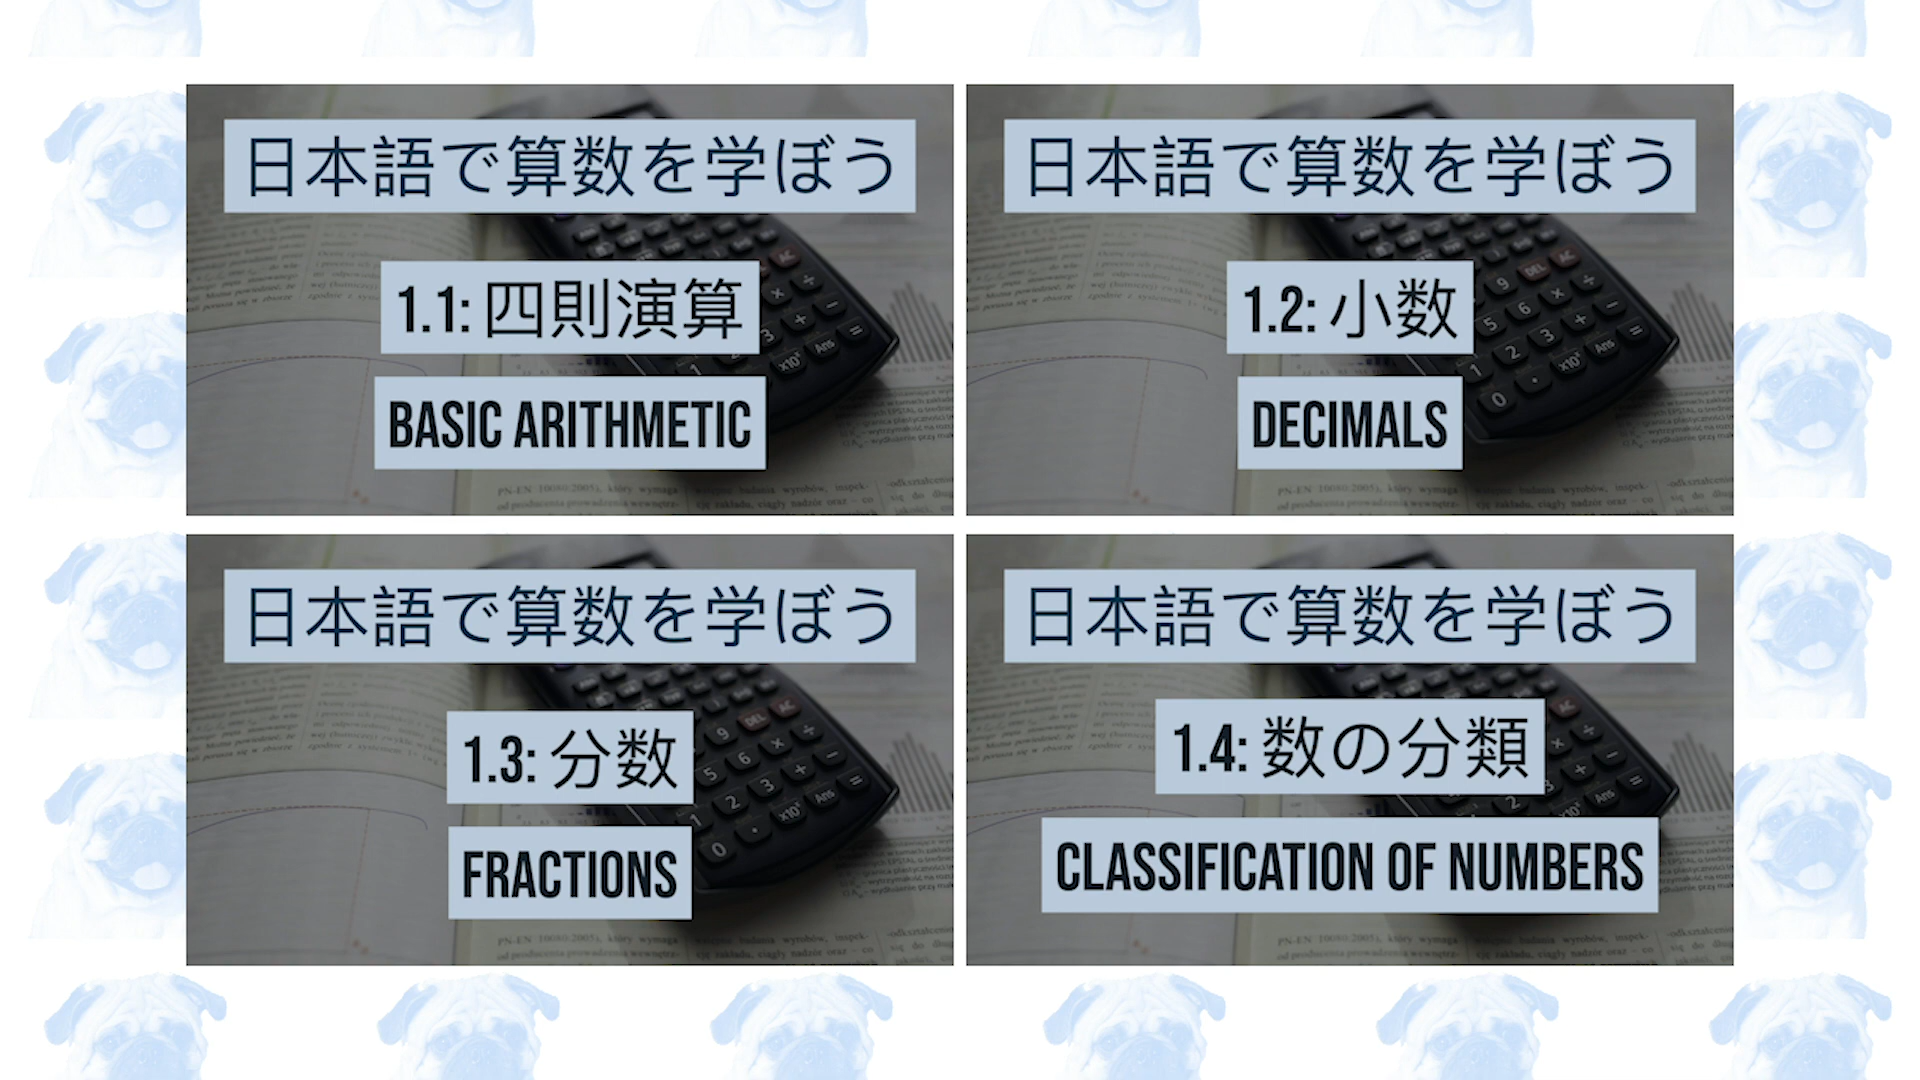 日本語で算数を学ぼう
1.1: 四則演算
BASIC ARITHMETIC
日本語で算数を学ぼう
1.2: 小数
DECIMALS
日本語で算数を学ぼう
1.3: 分数
FRACTIONS
日本語で算数を学ぼう
1.4: 数の分類
CLASSIFICATION OF NUMBERS